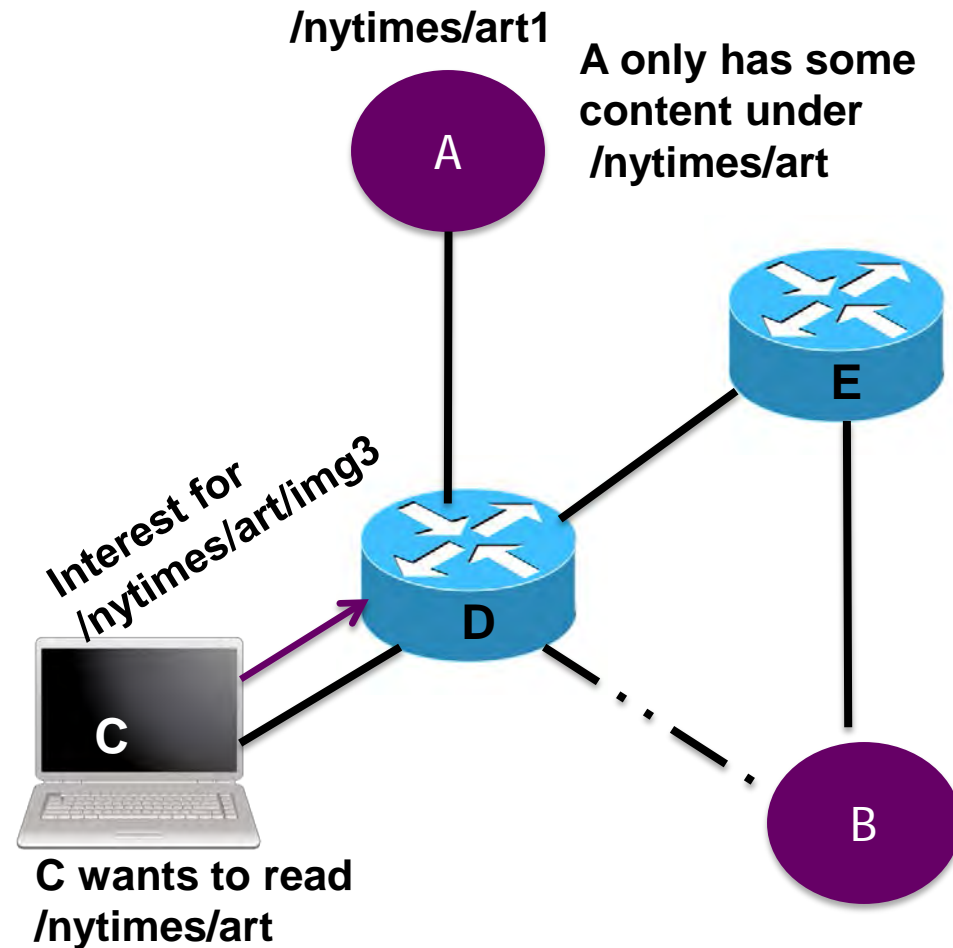 /nytimes/art1
A only has some
content under
/nytimes/art
A
E
Interest for
/nytimes/art/img3
D
C
B
C wants to read
/nytimes/art